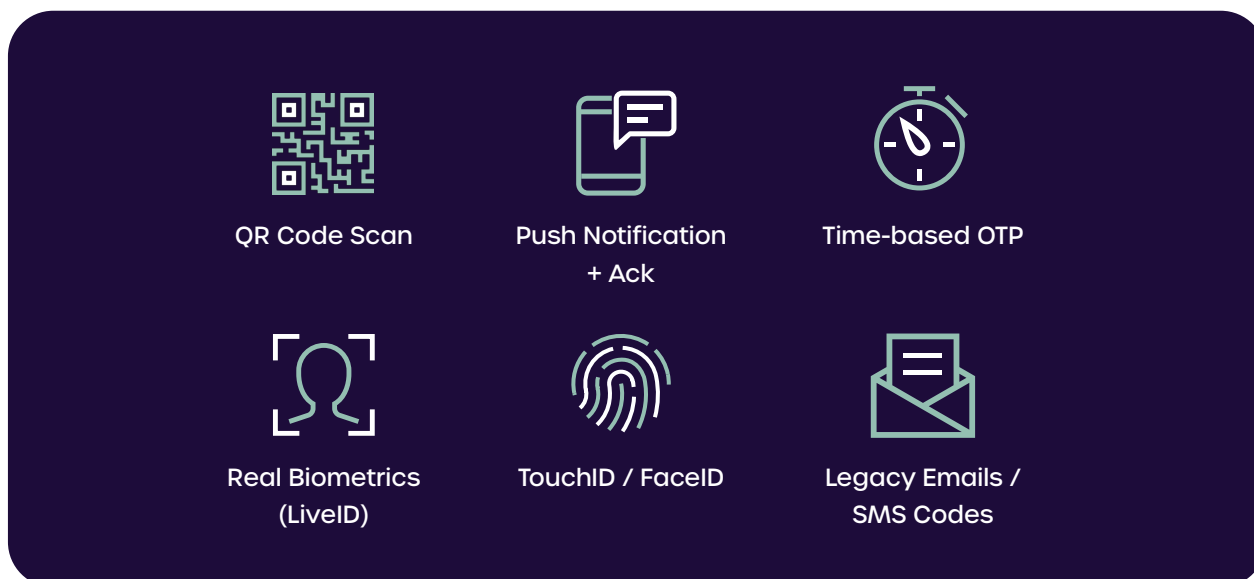 QR Code Scan
Push Notification
+ Ack
Time-based OTP
Real Biometrics
(LiveID)
TouchID / FaceID
Legacy Emails /
SMS Codes